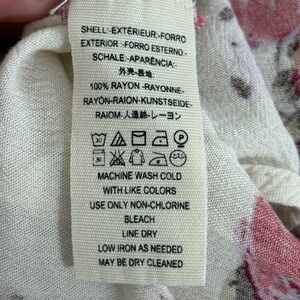 SHELL:-EXTÉRIEUR:-FORRO
EXTERIOR :-FORRO ESTERNO:-
SCHALE :-APARÊNCIA:-
外壳:-表地:
100% RAYON -RAYONNE-
RAYÓN-RAION-KUNSTSEIDE-
RAIOM-人造絲-レーヨン
MACHINE WASH COLD
WITH LIKE COLORS
USE ONLY NON-CHLORINE
BLEACH
LINE DRY
LOW IRON AS NEEDED
MAY BE DRY CLEANED